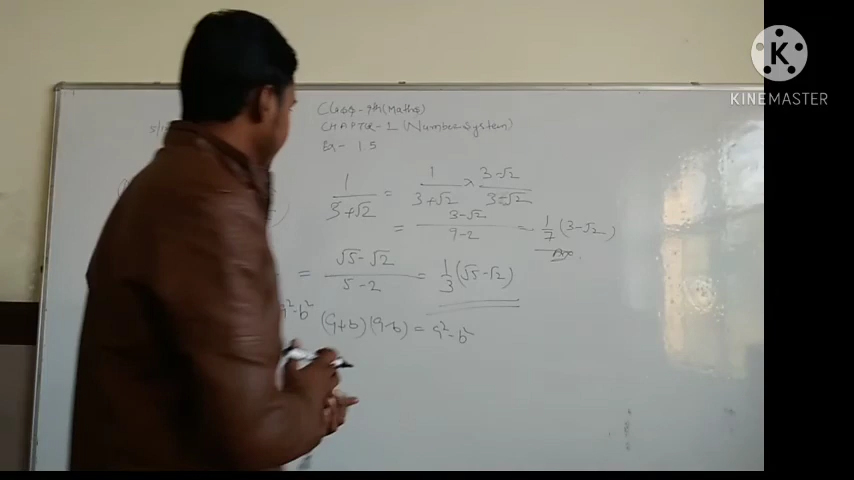 Class-9th (Maths)
CHAPTER-1 (Number System)
Ex- 1.5
1/(3+√2) = 1/(3+√2) × (3-√2)/(3-√2)
= (3-√2)/(9-2) = 1/7 (3-√2)
Ans.
= (√5-√2)/(5-2) = 1/3 (√5-√2)
a²-b²
(a+b)(a-b) = a²-b²
K
KINEMASTER